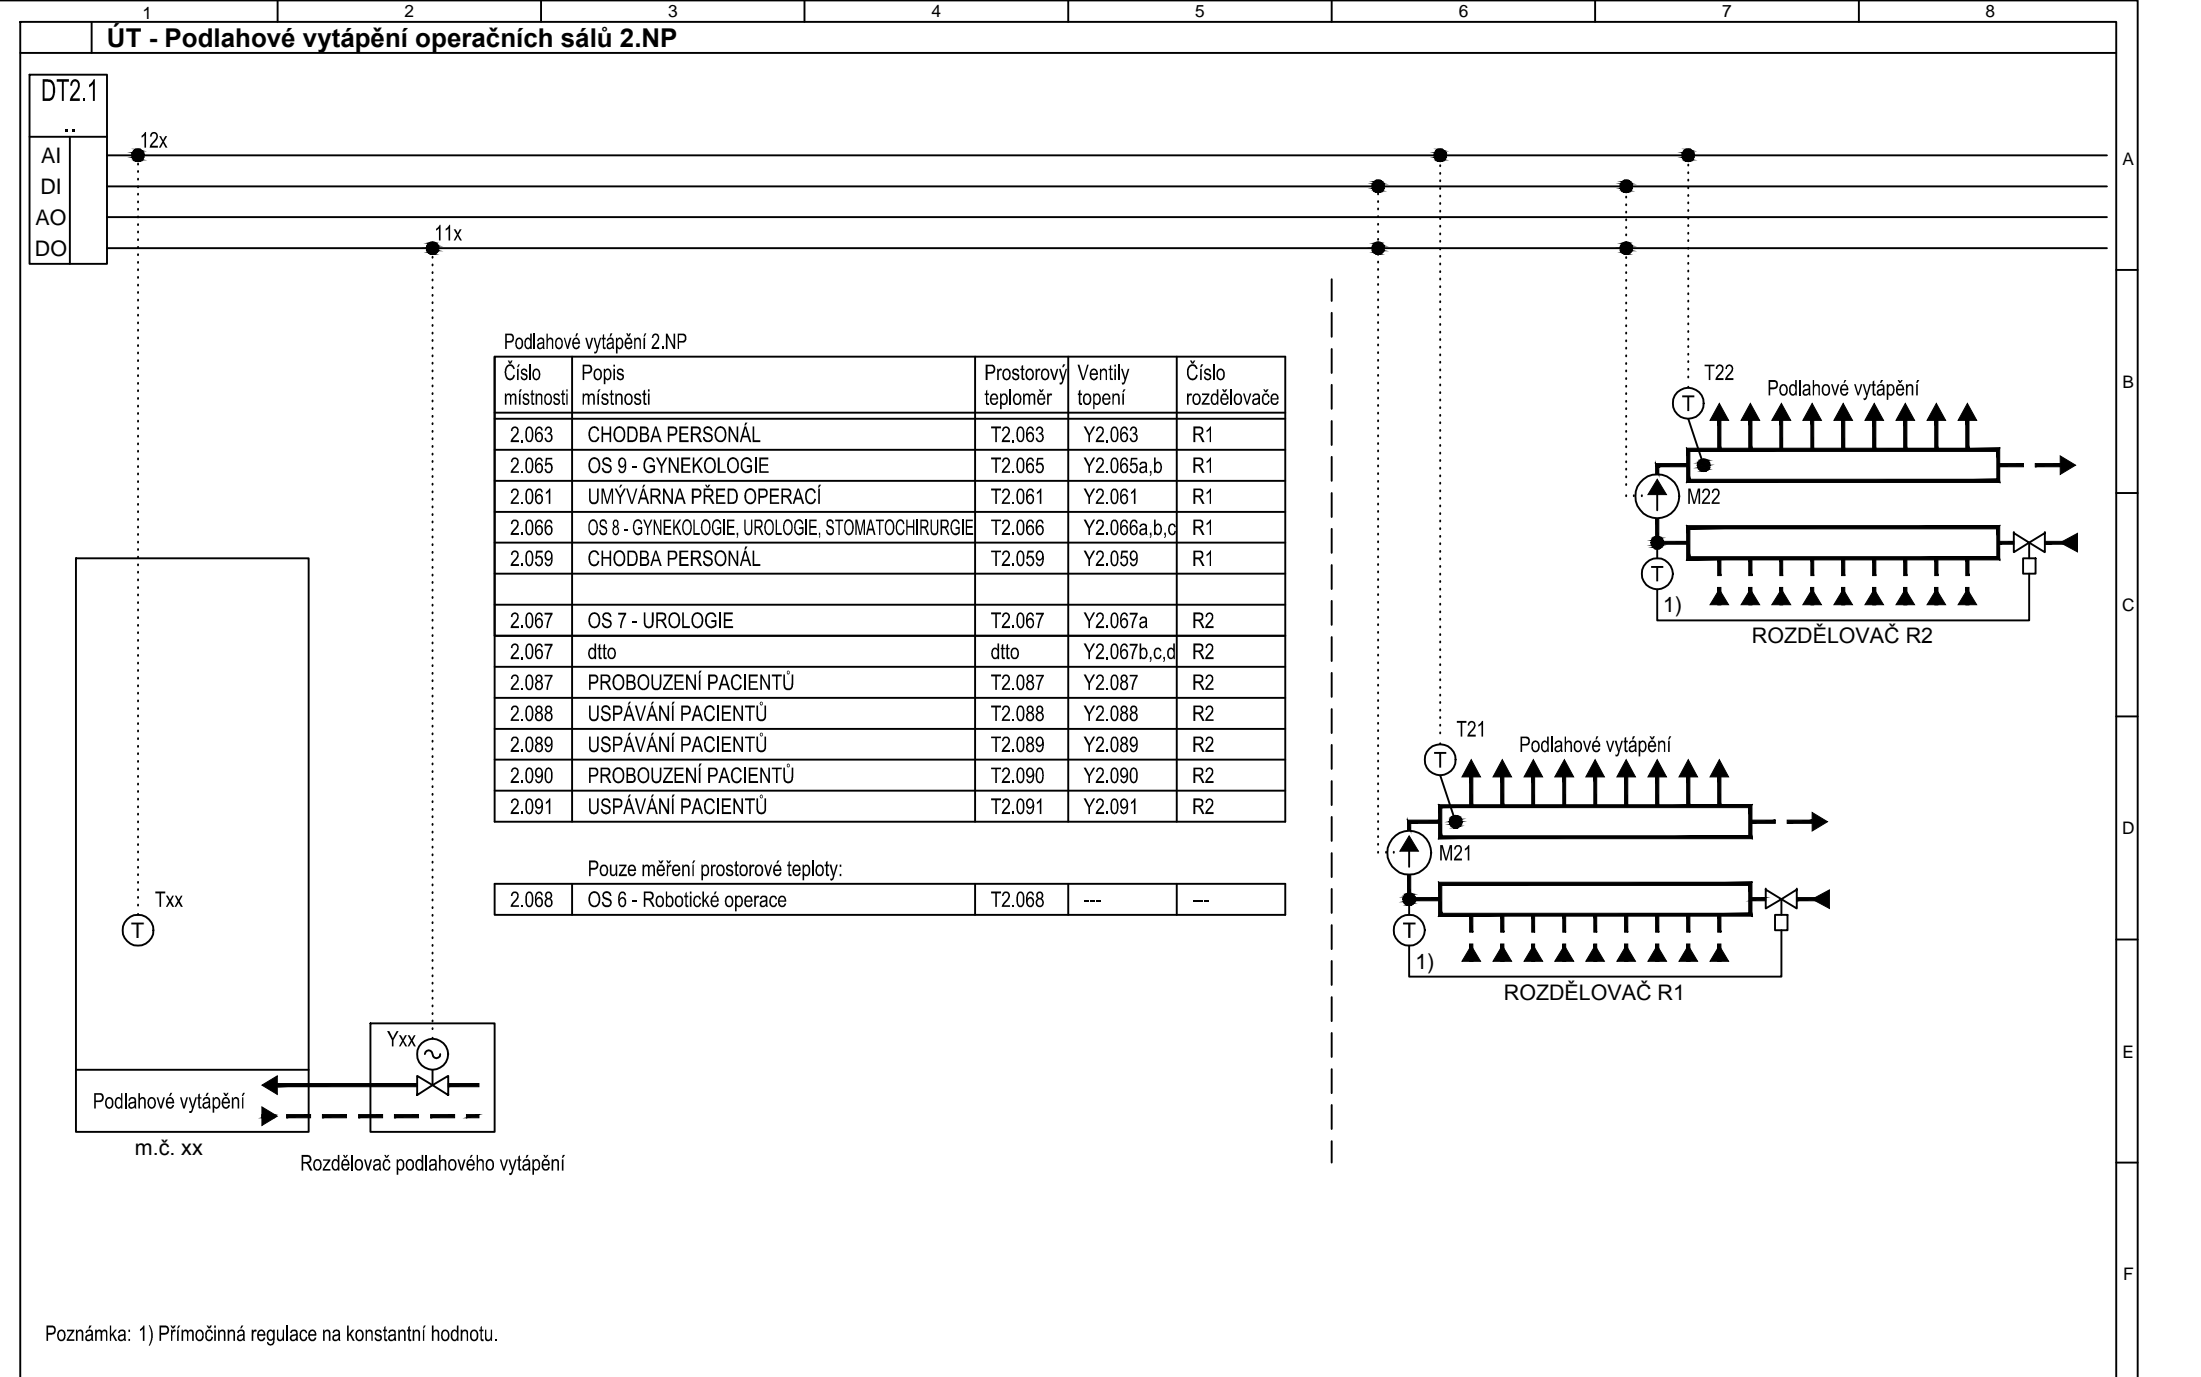 1 2 3 4 5 6 7 8
ÚT - Podlahové vytápění operačních sálů 2.NP
DT2.1
..
AI
DI
AO
DO
12x
11x
A
B
C
D
E
F
Podlahové vytápění 2.NP
Číslo místnosti Popis místnosti Prostorový teploměr Ventily topení Číslo rozdělovače
2.063 CHODBA PERSONÁL T2.063 Y2.063 R1
2.065 OS 9 - GYNEKOLOGIE T2.065 Y2.065a,b R1
2.061 UMÝVÁRNA PŘED OPERACÍ T2.061 Y2.061 R1
2.066 OS 8 - GYNEKOLOGIE, UROLOGIE, STOMATOCHIRURGIE T2.066 Y2.066a,b,c R1
2.059 CHODBA PERSONÁL T2.059 Y2.059 R1
2.067 OS 7 - UROLOGIE T2.067 Y2.067a R2
2.067 dtto dtto Y2.067b,c,d R2
2.087 PROBOUZENÍ PACIENTŮ T2.087 Y2.087 R2
2.088 USPÁVÁNÍ PACIENTŮ T2.088 Y2.088 R2
2.089 USPÁVÁNÍ PACIENTŮ T2.089 Y2.089 R2
2.090 PROBOUZENÍ PACIENTŮ T2.090 Y2.090 R2
2.091 USPÁVÁNÍ PACIENTŮ T2.091 Y2.091 R2
Pouze měření prostorové teploty:
2.068 OS 6 - Robotické operace T2.068 --- ---
T22
T
Podlahové vytápění
M22
T
1)
ROZDĚLOVAČ R2
T21
T
Podlahové vytápění
M21
T
1)
ROZDĚLOVAČ R1
Txx
T
Yxx
Podlahové vytápění
m.č. xx
Rozdělovač podlahového vytápění
Poznámka: 1) Přímočinná regulace na konstantní hodnotu.